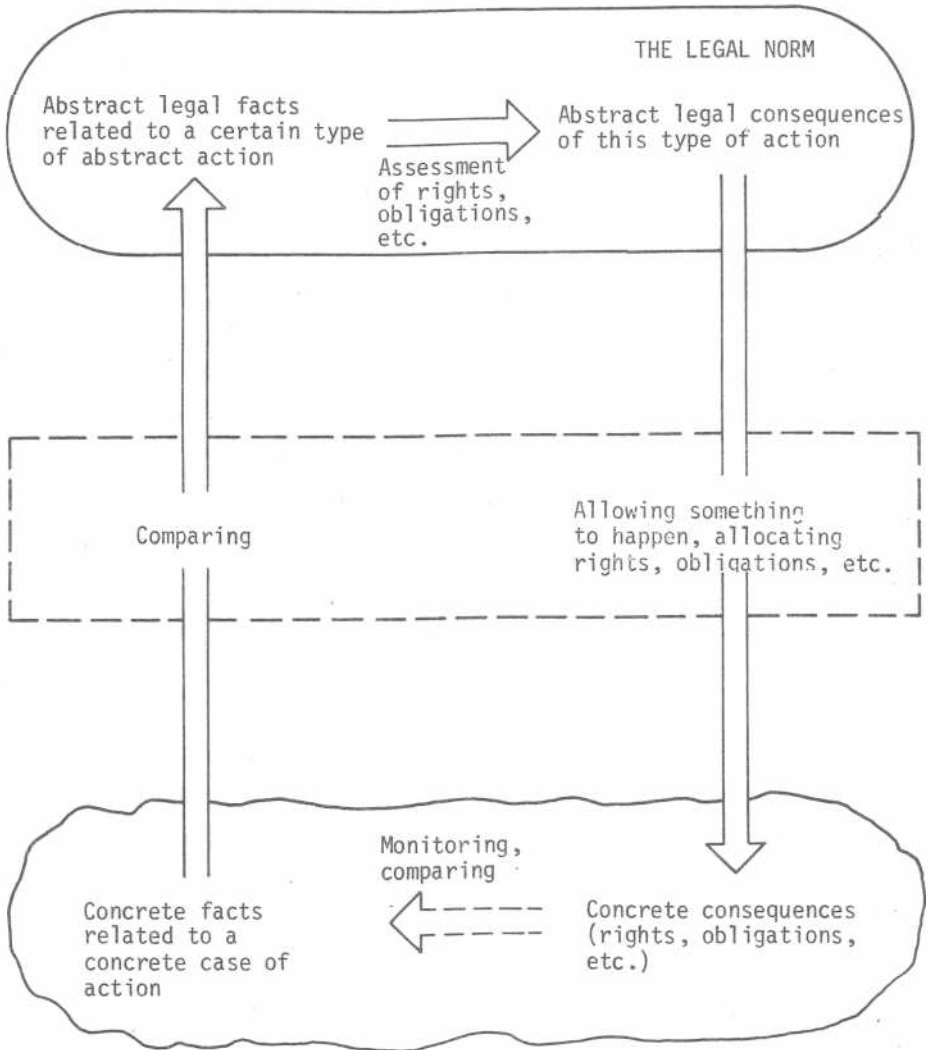 THE LEGAL NORM
Abstract legal facts
related to a certain type
of abstract action
Assessment
of rights,
obligations,
etc.
Abstract legal consequences
of this type of action
Comparing
Allowing something
to happen, allocating
rights, obligations, etc.
Monitoring,
comparing
Concrete facts
related to a
concrete case of
action
Concrete consequences
(rights, obligations,
etc.)